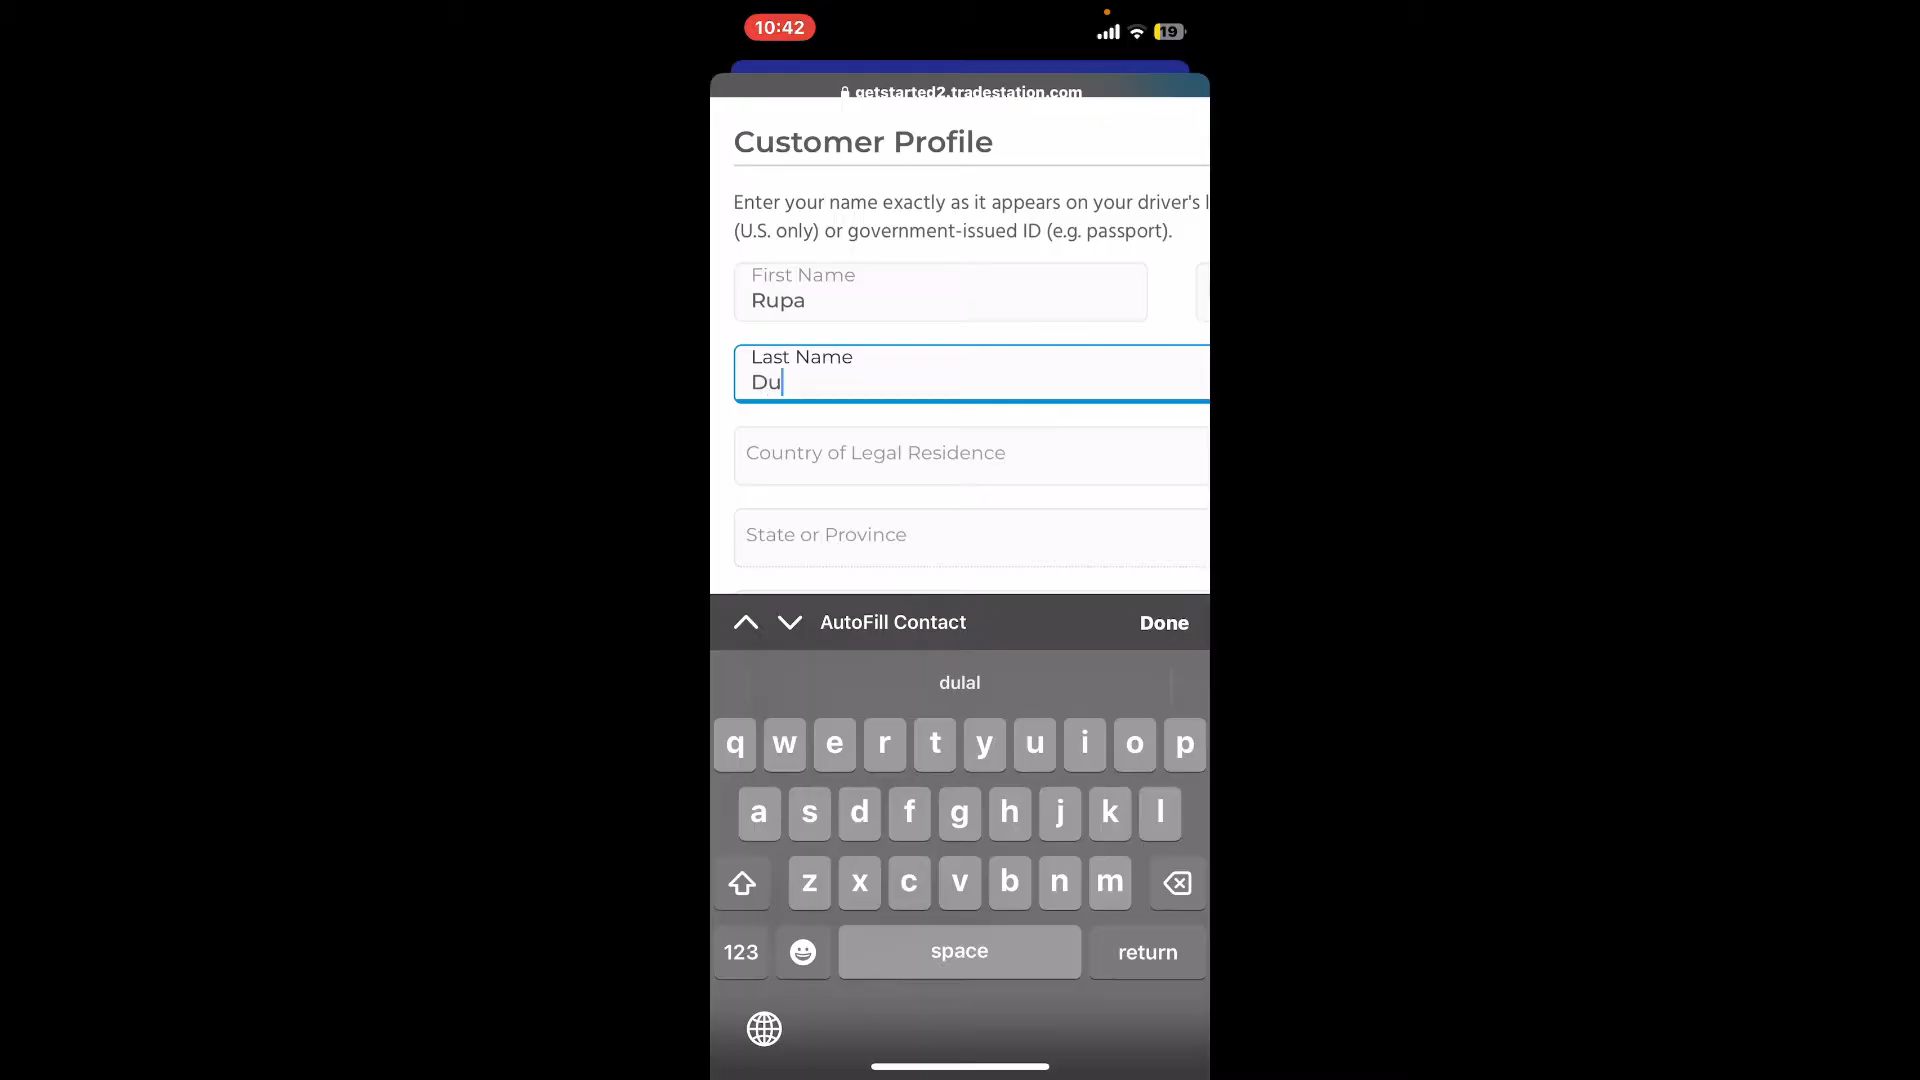 10:42
19
getstarted2.tradestation.com
Customer Profile
Enter your name exactly as it appears on your driver's l
(U.S. only) or government-issued ID (e.g. passport).
First Name
Rupa
Last Name
Du
Country of Legal Residence
State or Province
AutoFill Contact
Done
dulal
q w e r t y u i o p
a s d f g h j k l
z x c v b n m
123
space
return